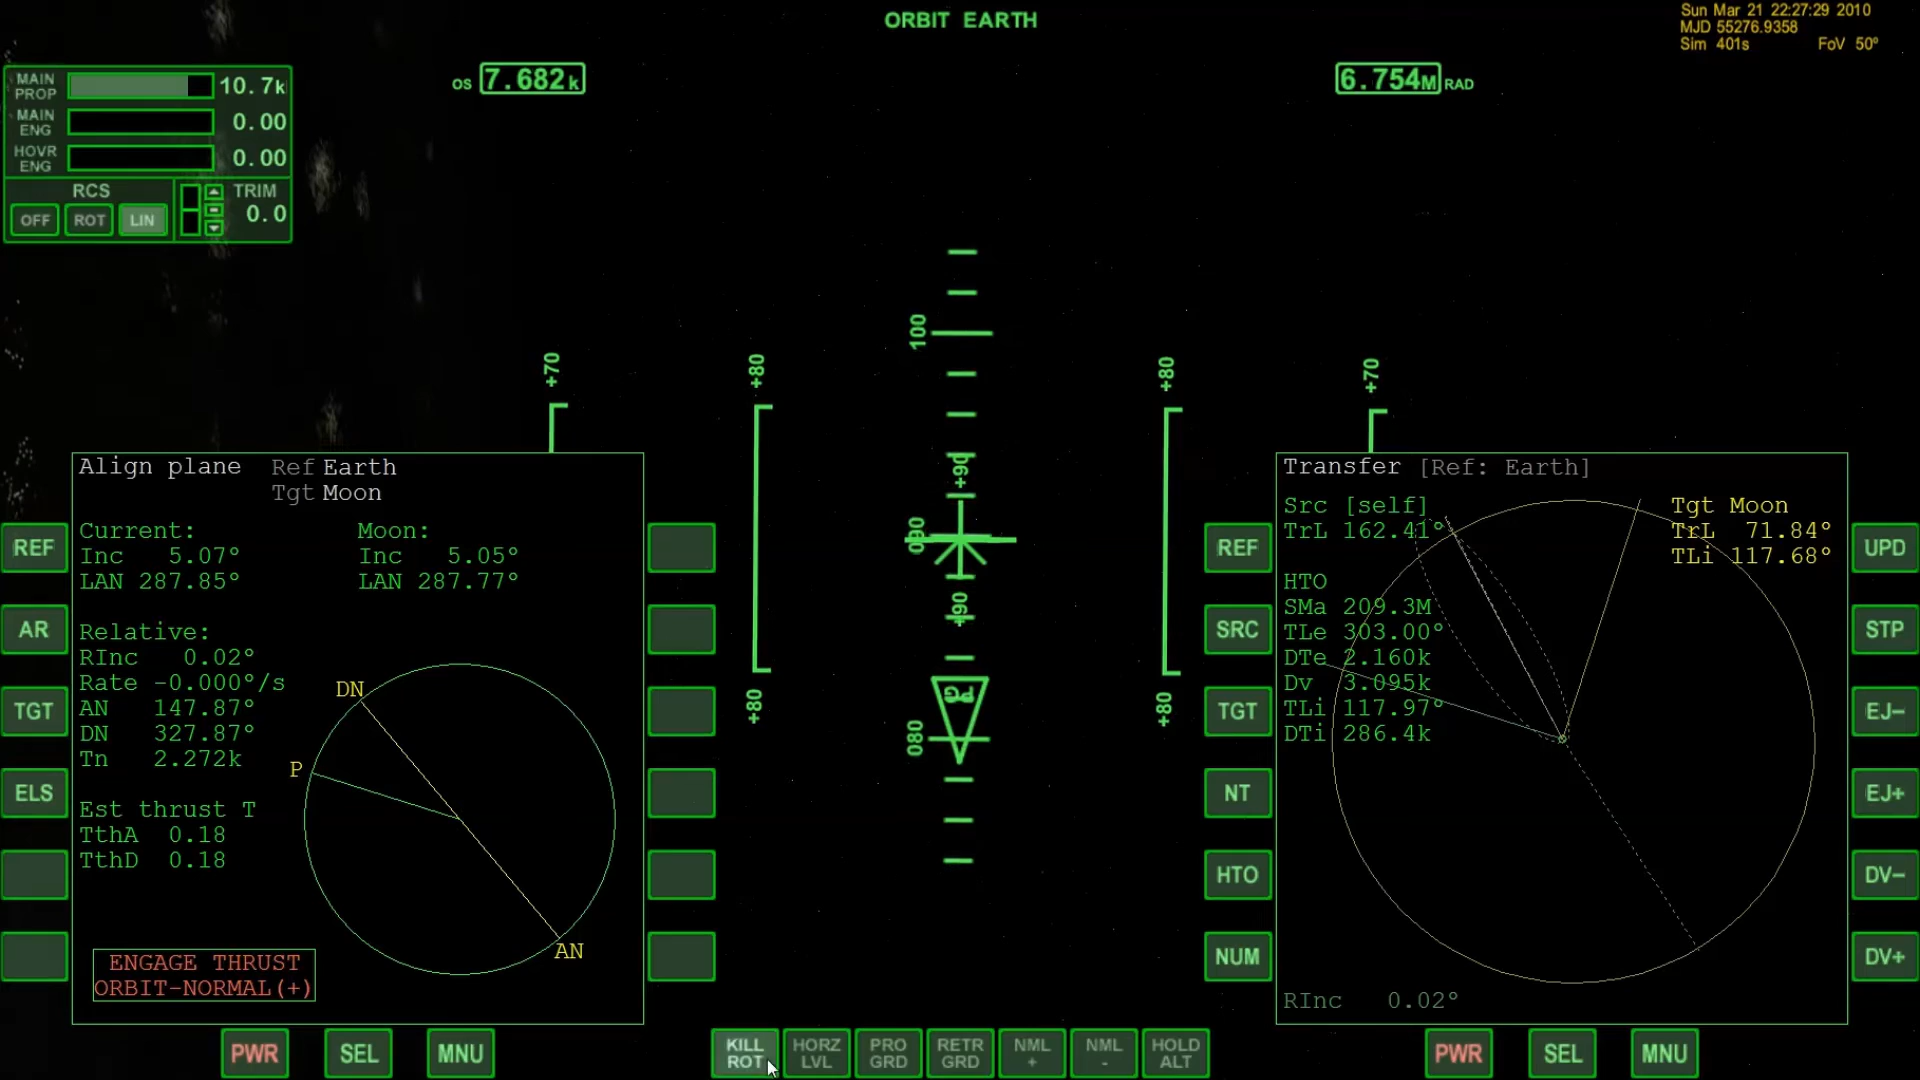 ORBIT EARTH
Sun Mar 21 22:27:29 2010
MJD 55276.9358
Sim 401s FoV 50º
MAIN PROP 10.7k
MAIN ENG 0.00
HOVR ENG 0.00
RCS TRIM
OFF ROT LIN 0.0
OS 7.682k
6.754M RAD
100
+70
+80
+80
+70
+90
090
+90
+80
+80
PG
080
Align plane Ref Earth
Tgt Moon
Current: Moon:
Inc 5.07° Inc 5.05°
LAN 287.85° LAN 287.77°
Relative:
RInc 0.02°
Rate -0.000°/s
AN 147.87°
DN 327.87°
Tn 2.272k
Est thrust T
TthA 0.18
TthD 0.18
ENGAGE THRUST
ORBIT-NORMAL(+)
DN
P
AN
REF
AR
TGT
ELS
PWR SEL MNU
Transfer [Ref: Earth]
Src [self] Tgt Moon
TrL 162.41° TrL 71.84°
TLi 117.68°
HTO
SMa 209.3M
TLe 303.00°
DTe 2.160k
Dv 3.095k
TLi 117.97°
DTi 286.4k
RInc 0.02°
REF
SRC
TGT
NT
HTO
NUM
UPD
STP
EJ-
EJ+
DV-
DV+
KILL ROT HORZ LVL PRO GRD RETR GRD NML + NML - HOLD ALT
PWR SEL MNU